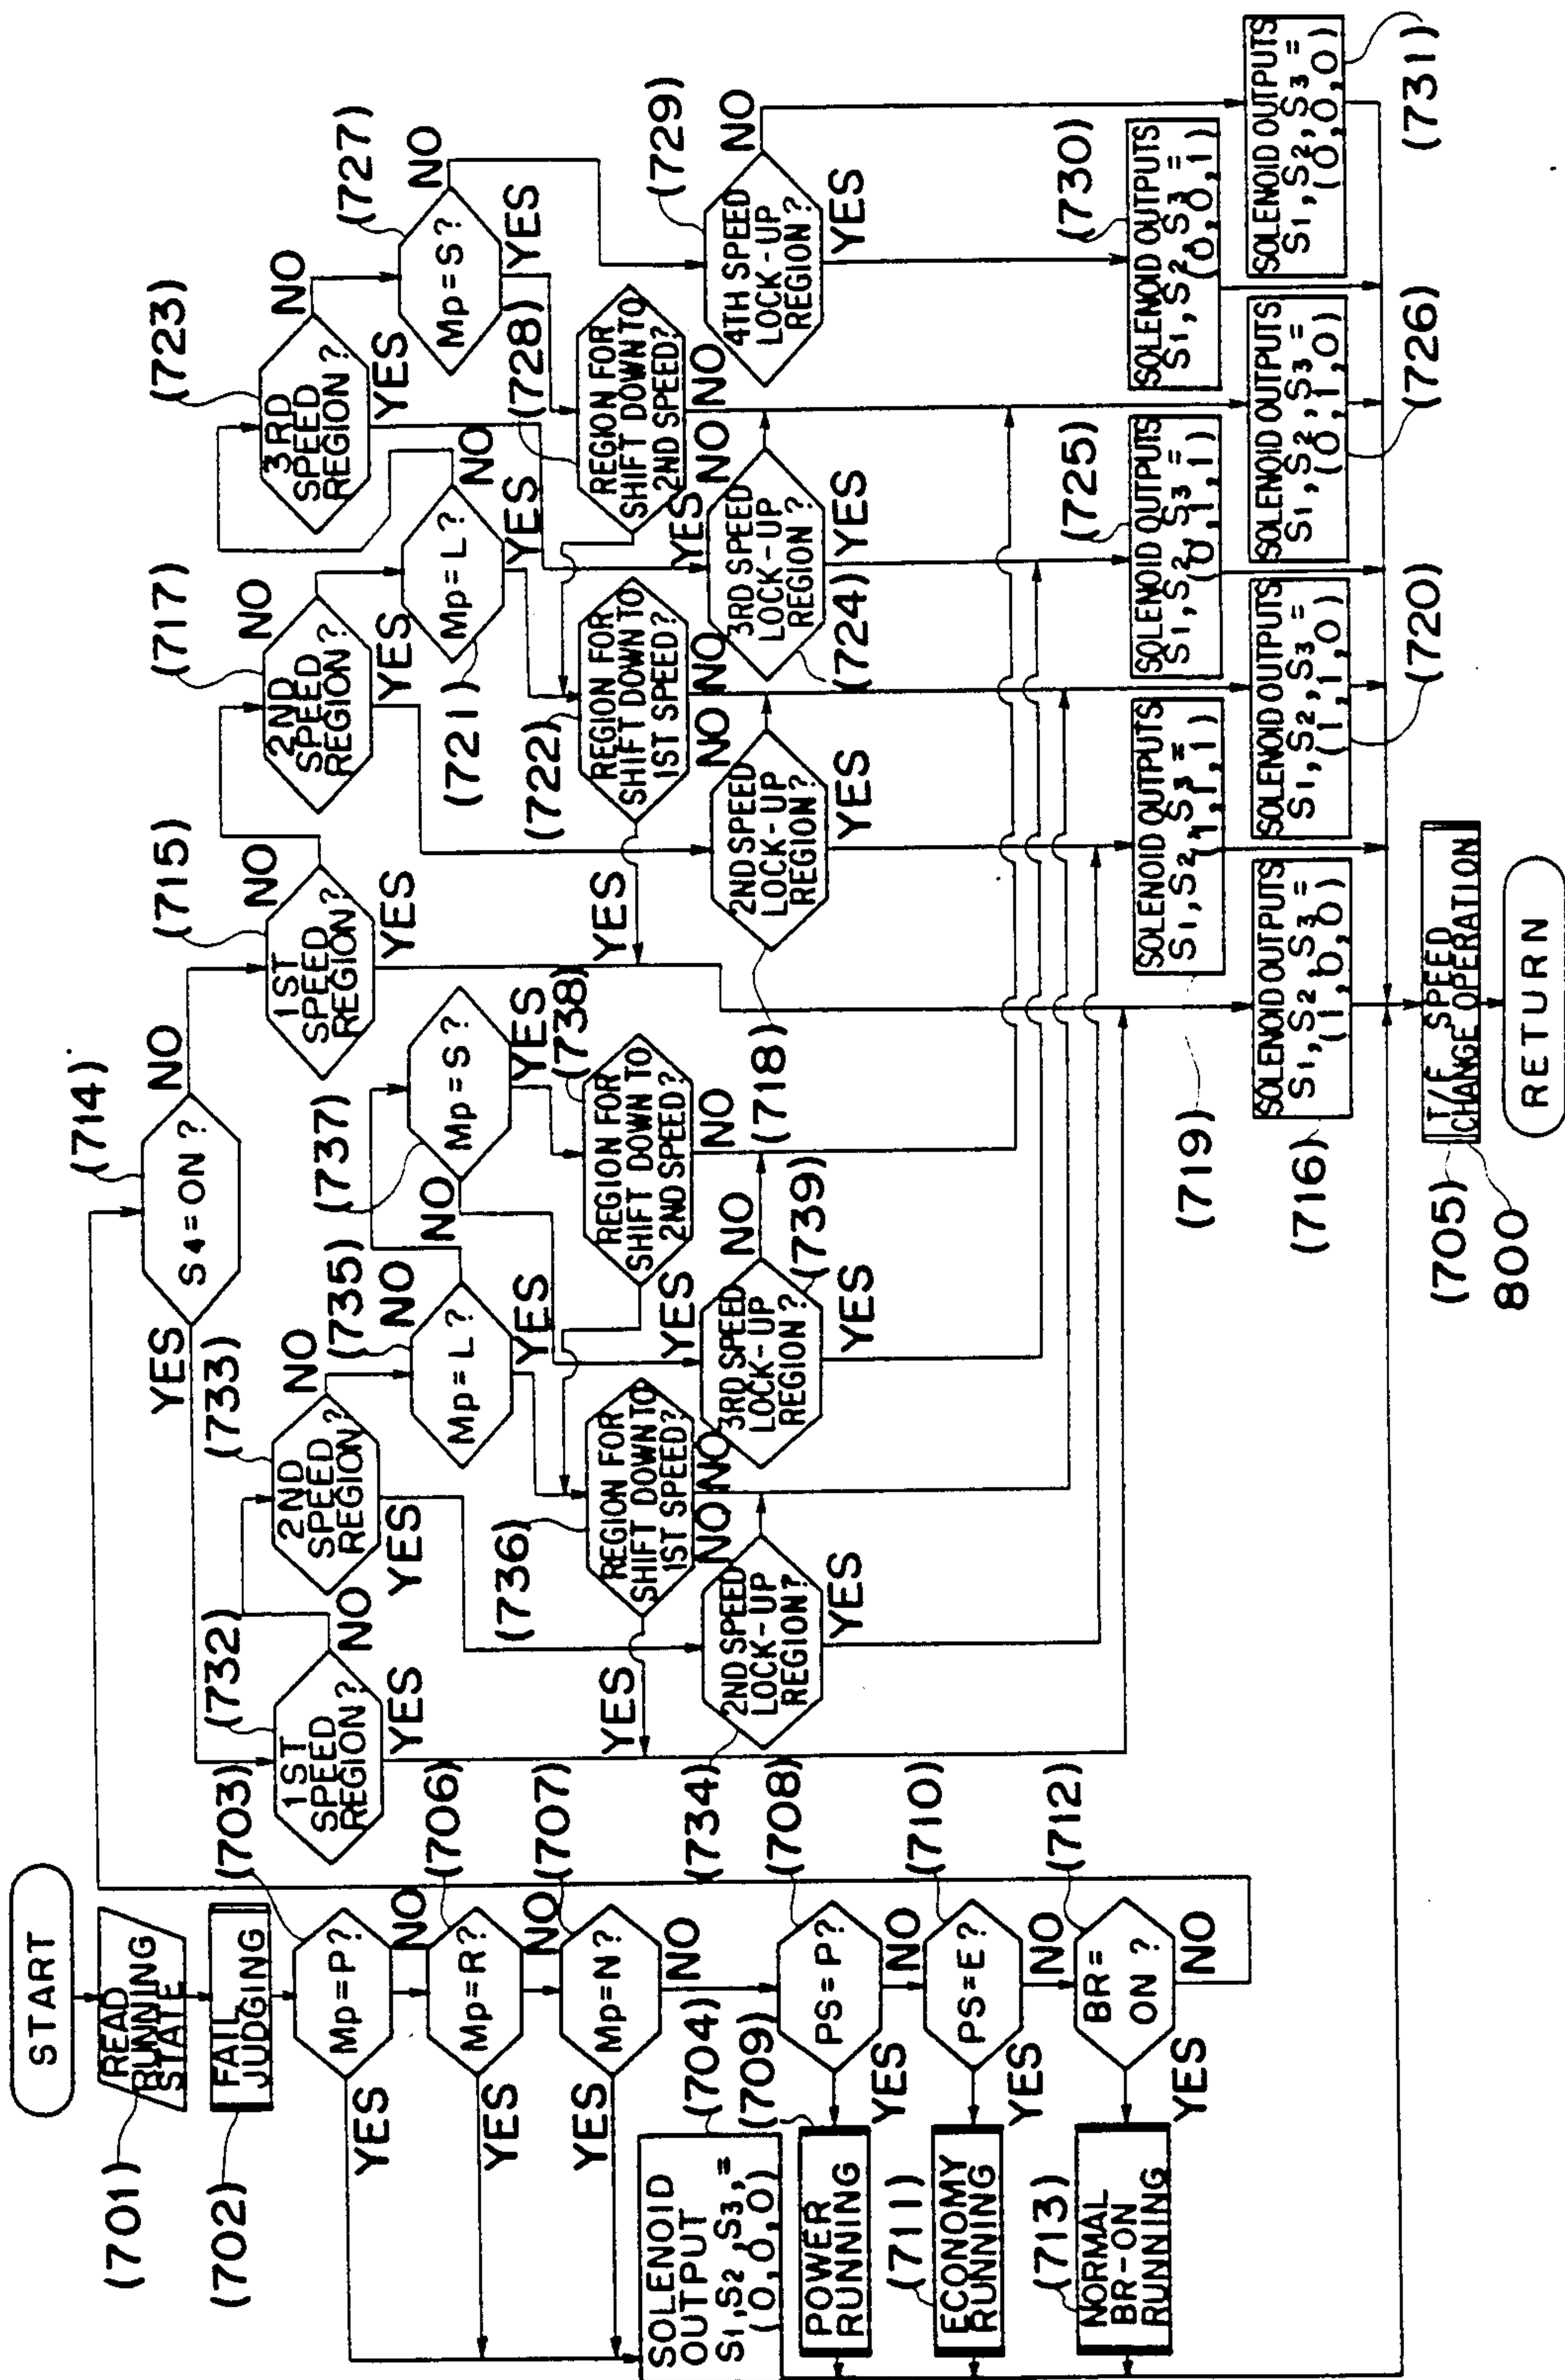 START
READ
RUNNING
STATE
(701)
FAIL
JUDGING
(702)
Mp=P?
(703)
YES
NO
Mp=R?
(706)
YES
NO
Mp=N?
(707)
YES
NO
SOLENOID
OUTPUT
S1,S2,S3,=
(0,0,0)
(704)
PS=P?
(708)
YES
NO
POWER
RUNNING
(709)
PS=E?
(710)
YES
NO
ECONOMY
RUNNING
(711)
BR=
ON?
(712)
YES
NO
NORMAL
BR-ON
RUNNING
(713)
S4=ON?
(714)
YES
NO
1ST
SPEED
REGION?
(732)
YES
NO
2ND
SPEED
REGION?
(733)
YES
NO
Mp=L?
(735)
YES
NO
Mp=S?
(737)
YES
NO
REGION FOR
SHIFT DOWN TO
1ST SPEED?
(736)
YES
NO
REGION FOR
SHIFT DOWN TO
2ND SPEED?
(738)
YES
NO
2ND SPEED
LOCK-UP
REGION?
(734)
NO
YES
3RD SPEED
LOCK-UP
REGION?
(739)
NO
YES
1ST
SPEED
REGION?
(715)
YES
NO
2ND
SPEED
REGION?
(717)
YES
NO
Mp=L?
(721)
YES
NO
3RD
SPEED
REGION?
(723)
YES
NO
Mp=S?
(727)
YES
NO
REGION FOR
SHIFT DOWN TO
1ST SPEED?
(722)
YES
NO
REGION FOR
SHIFT DOWN TO
2ND SPEED?
(728)
YES
NO
2ND SPEED
LOCK-UP
REGION?
(718)
NO
YES
3RD SPEED
LOCK-UP
REGION?
(724)
NO
YES
4TH SPEED
LOCK-UP
REGION?
(729)
NO
YES
SOLENOID OUTPUTS
S1,S2,S3=
(1,1,1)
(719)
SOLENOID OUTPUTS
S1,S2,S3=
(0,1,1)
(725)
SOLENOID OUTPUTS
S1,S2,S3=
(0,0,1)
(730)
SOLENOID OUTPUTS
S1,S2,S3=
(1,0,0)
(716)
SOLENOID OUTPUTS
S1,S2,S3=
(1,1,0)
(720)
SOLENOID OUTPUTS
S1,S2,S3=
(0,1,0)
(726)
SOLENOID OUTPUTS
S1,S2,S3=
(0,0,0)
(731)
T/F SPEED
CHANGE OPERATION
(705)
800
RETURN